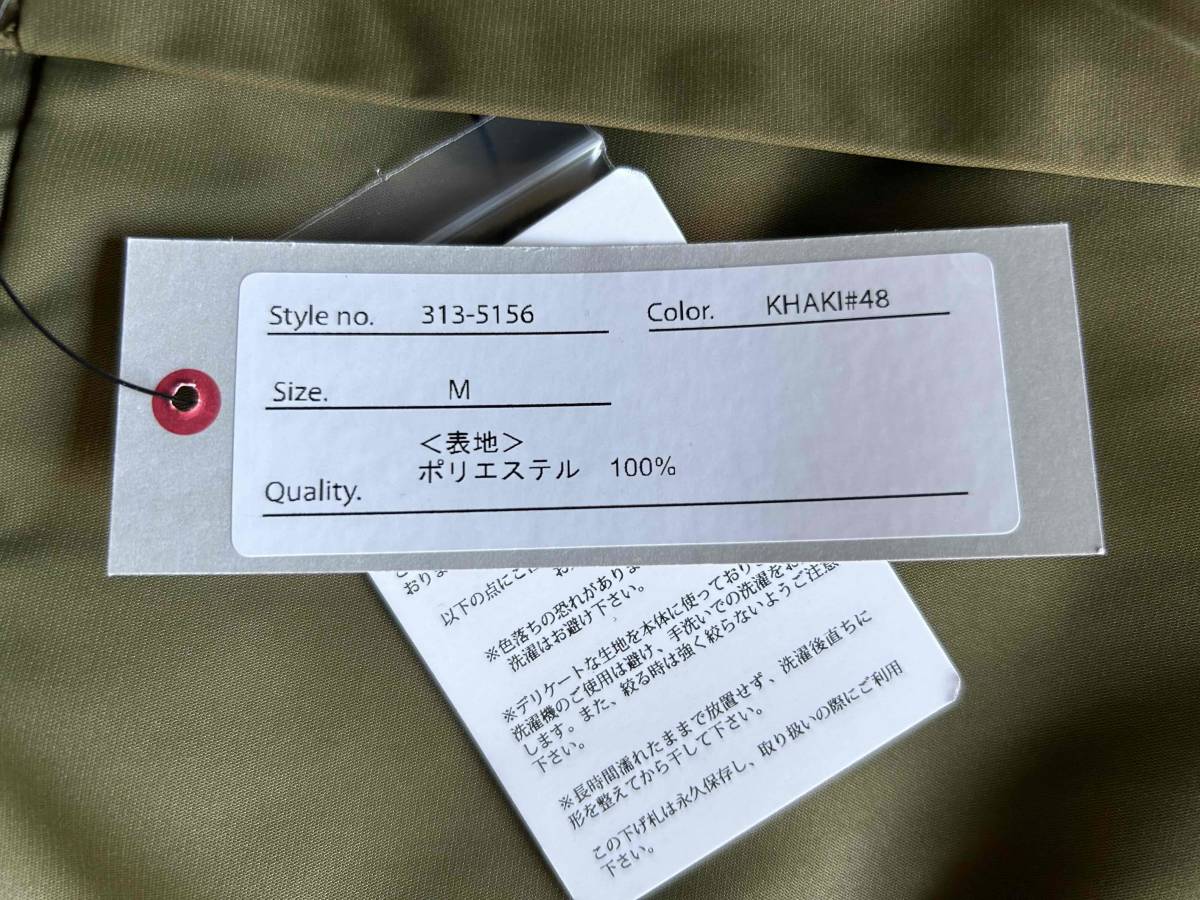 Style no. 313-5156 Color. KHAKI#48
Size. M
<表地>
ポリエステル 100%
Quality.
おりま
以下の点にご
※色落ちの恐れがありま
洗濯はお避け下さい。
※デリケートな生地を本体に使っており
洗濯機のご使用は避け、手洗いでの洗濯をお
します。また、絞る時は強く絞らないようご注意
下さい。
※長時間濡れたままで放置せず、洗濯後直ちに
形を整えてから干して下さい。
この下げ札は永久保存し、取り扱いの際にご利用
下さい。